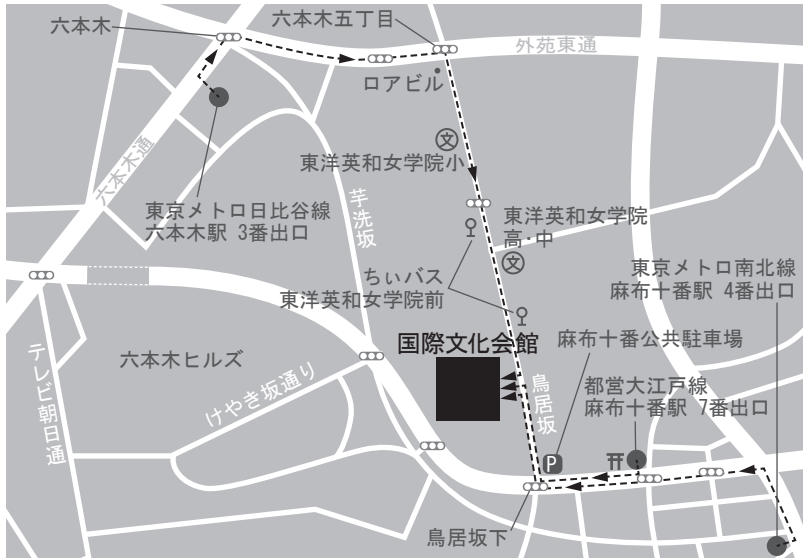 六本木
六本木五丁目
外苑東通
ロアビル
文
東洋英和女学院小
六本木通
東京メトロ日比谷線
六本木駅 3番出口
芋洗坂
東洋英和女学院
高・中
文
東京メトロ南北線
麻布十番駅 4番出口
ちぃバス
東洋英和女学院前
国際文化会館
麻布十番公共駐車場
六本木ヒルズ
テレビ朝日通
けやき坂通り
鳥居坂
都営大江戸線
麻布十番駅 7番出口
P
鳥居坂下